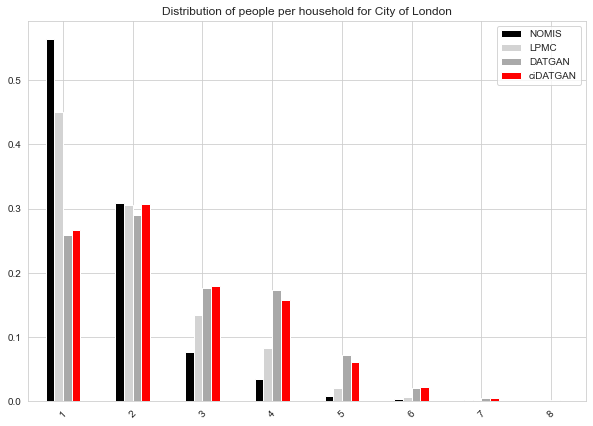 Distribution of people per household for City of London
NOMIS
LPMC
DATGAN
ciDATGAN
0.5
0.4
0.3
0.2
0.1
0.0
1 2 3 4 5 6 7 8